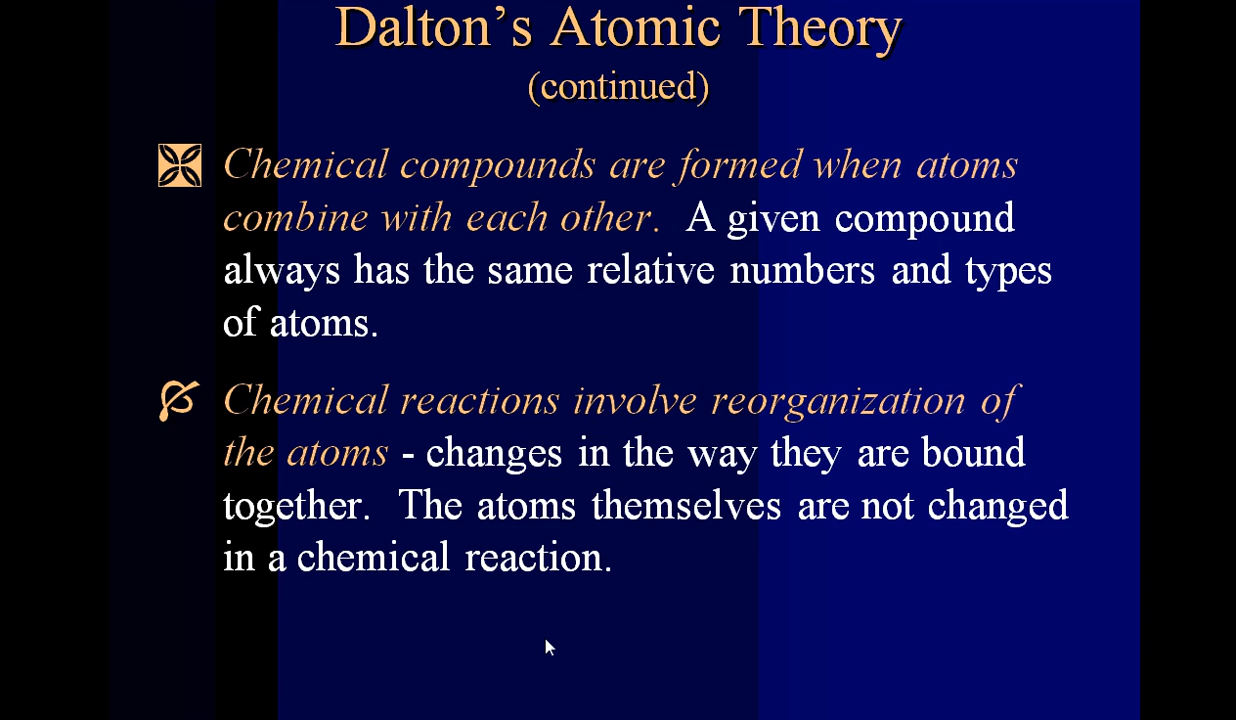 Dalton’s Atomic Theory
(continued)
Chemical compounds are formed when atoms
combine with each other. A given compound
always has the same relative numbers and types
of atoms.
Chemical reactions involve reorganization of
the atoms - changes in the way they are bound
together. The atoms themselves are not changed
in a chemical reaction.